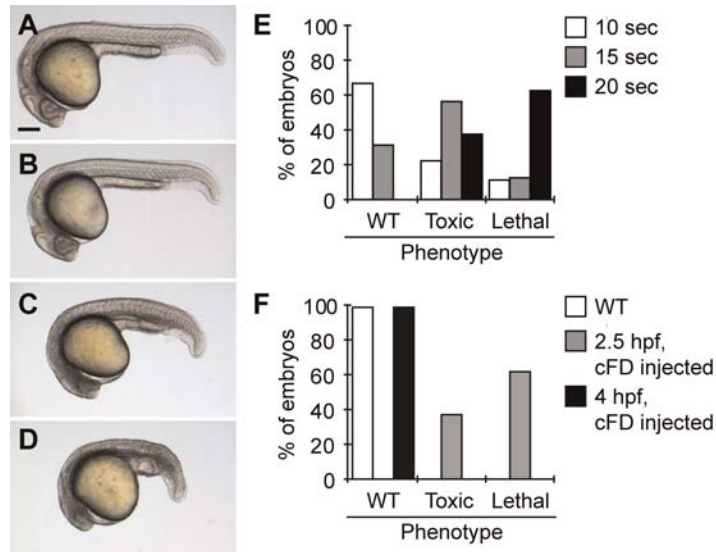 A
B
C
D
E
% of embryos
80
60
40
20
0
WT
Toxic
Lethal
Phenotype
10 sec
15 sec
20 sec
F
% of embryos
100
80
60
40
20
0
WT
Toxic
Lethal
Phenotype
WT
2.5 hpf,
cFD injected
4 hpf,
cFD injected